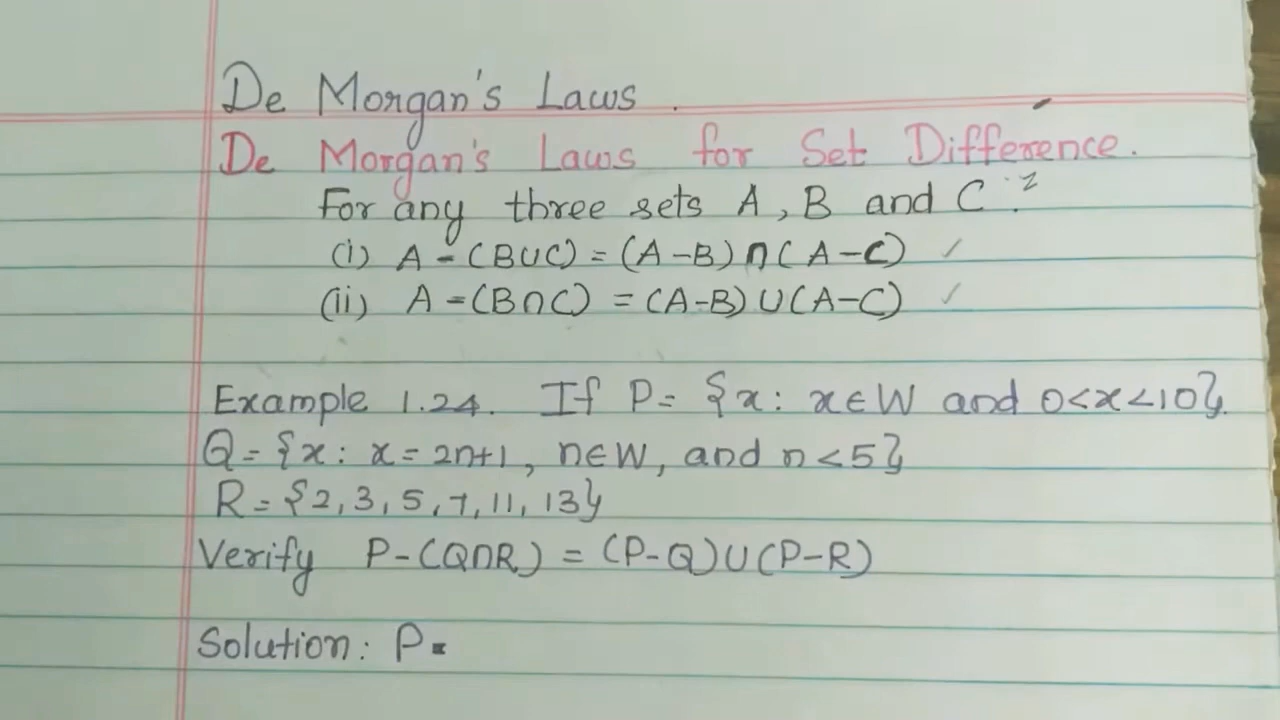 De Morgan's Laws.
De Morgan's Laws for Set Difference.
For any three sets A, B and C :
(i) A - (B∪C) = (A-B)∩(A-C) ✓
(ii) A - (B∩C) = (A-B)∪(A-C) ✓
Example 1.24. If P= {x: x∈W and 0<x<10}.
Q = {x: x = 2n+1, n∈W, and n<5}
R = {2, 3, 5, 7, 11, 13}
Verify P-(Q∩R) = (P-Q)∪(P-R)
Solution: P=